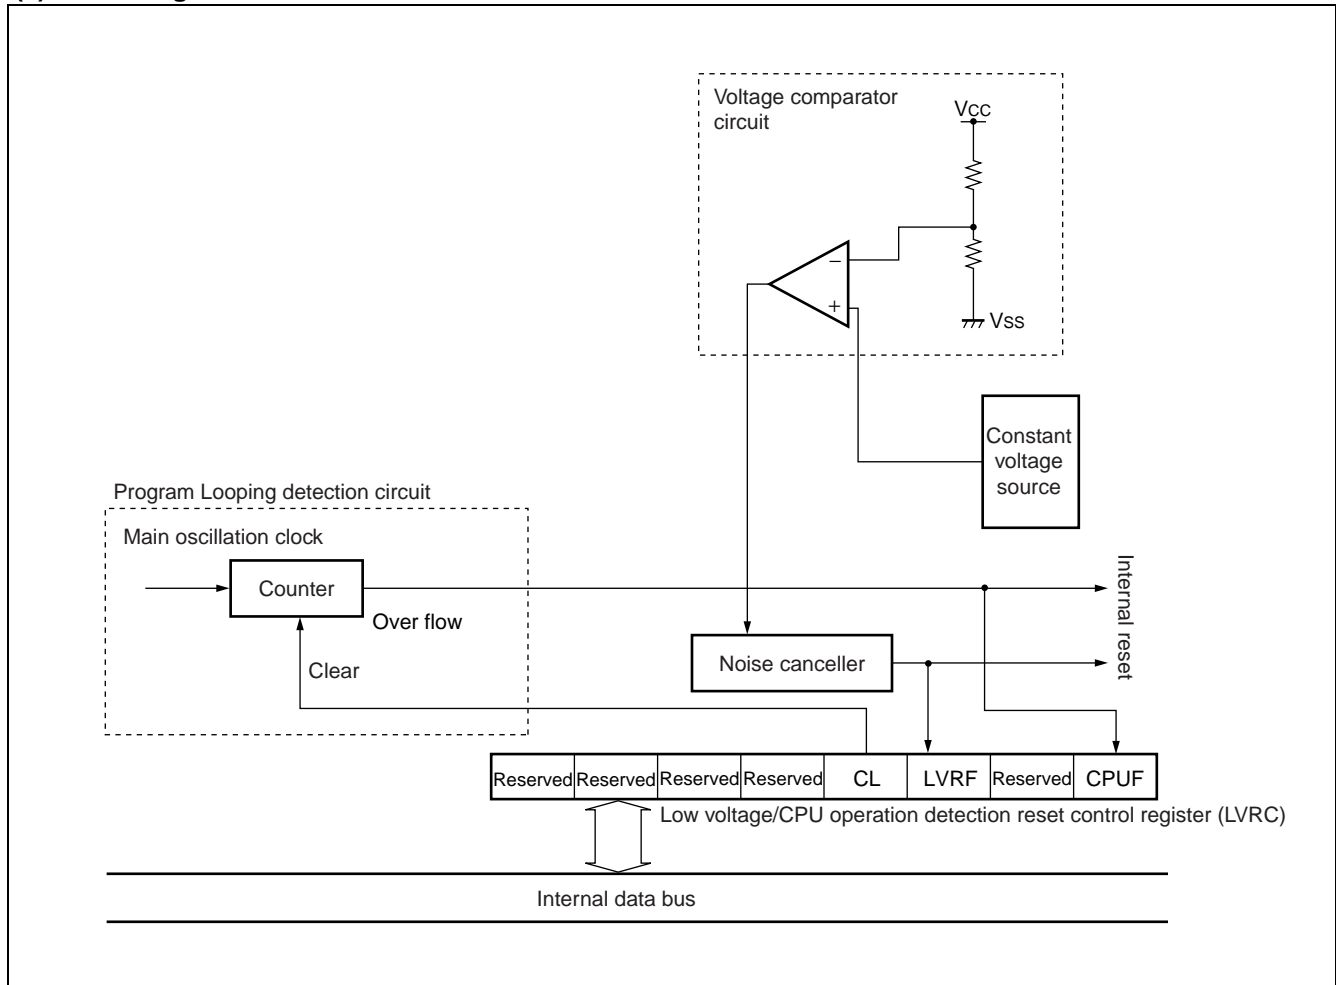 Voltage comparator
circuit
Vcc
−
+
Vss
Constant
voltage
source
Program Looping detection circuit
Main oscillation clock
Counter
Over flow
Clear
Noise canceller
Internal reset
Reserved Reserved Reserved Reserved CL LVRF Reserved CPUF
Low voltage/CPU operation detection reset control register (LVRC)
Internal data bus